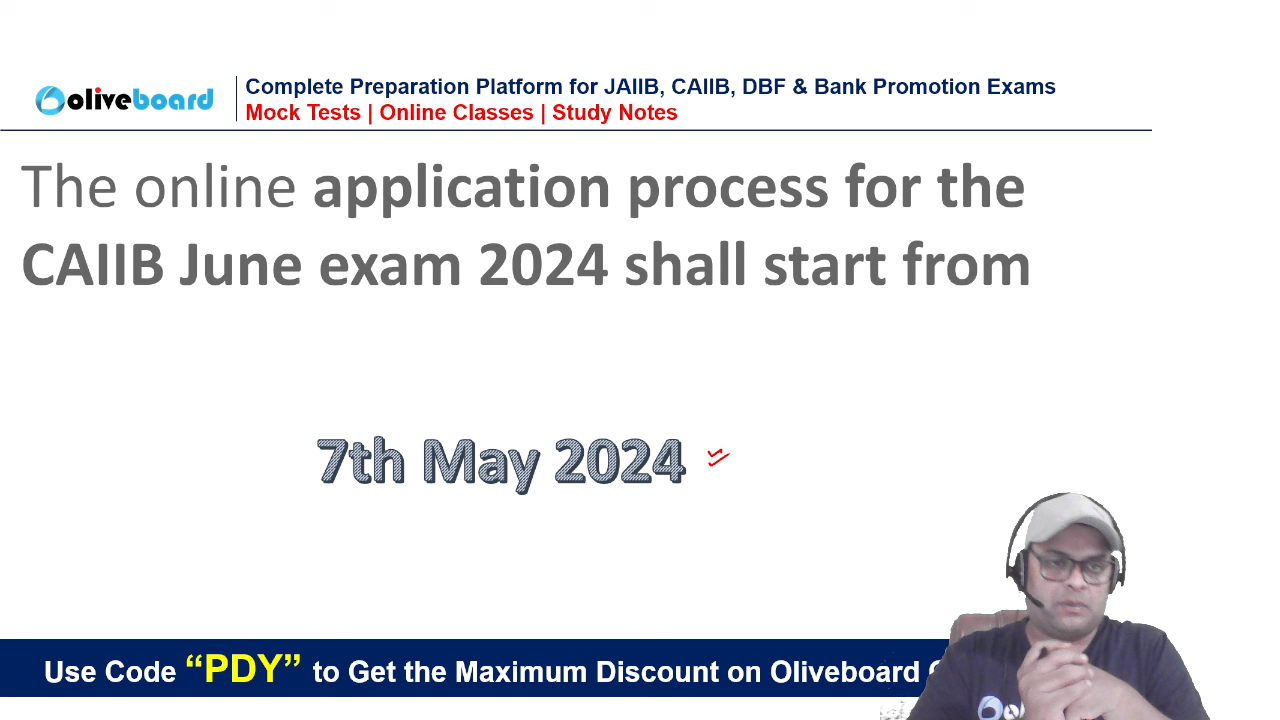 oliveboard
Complete Preparation Platform for JAIIB, CAIIB, DBF & Bank Promotion Exams
Mock Tests | Online Classes | Study Notes
The online application process for the
CAIIB June exam 2024 shall start from
7th May 2024
Use Code “PDY” to Get the Maximum Discount on Oliveboard